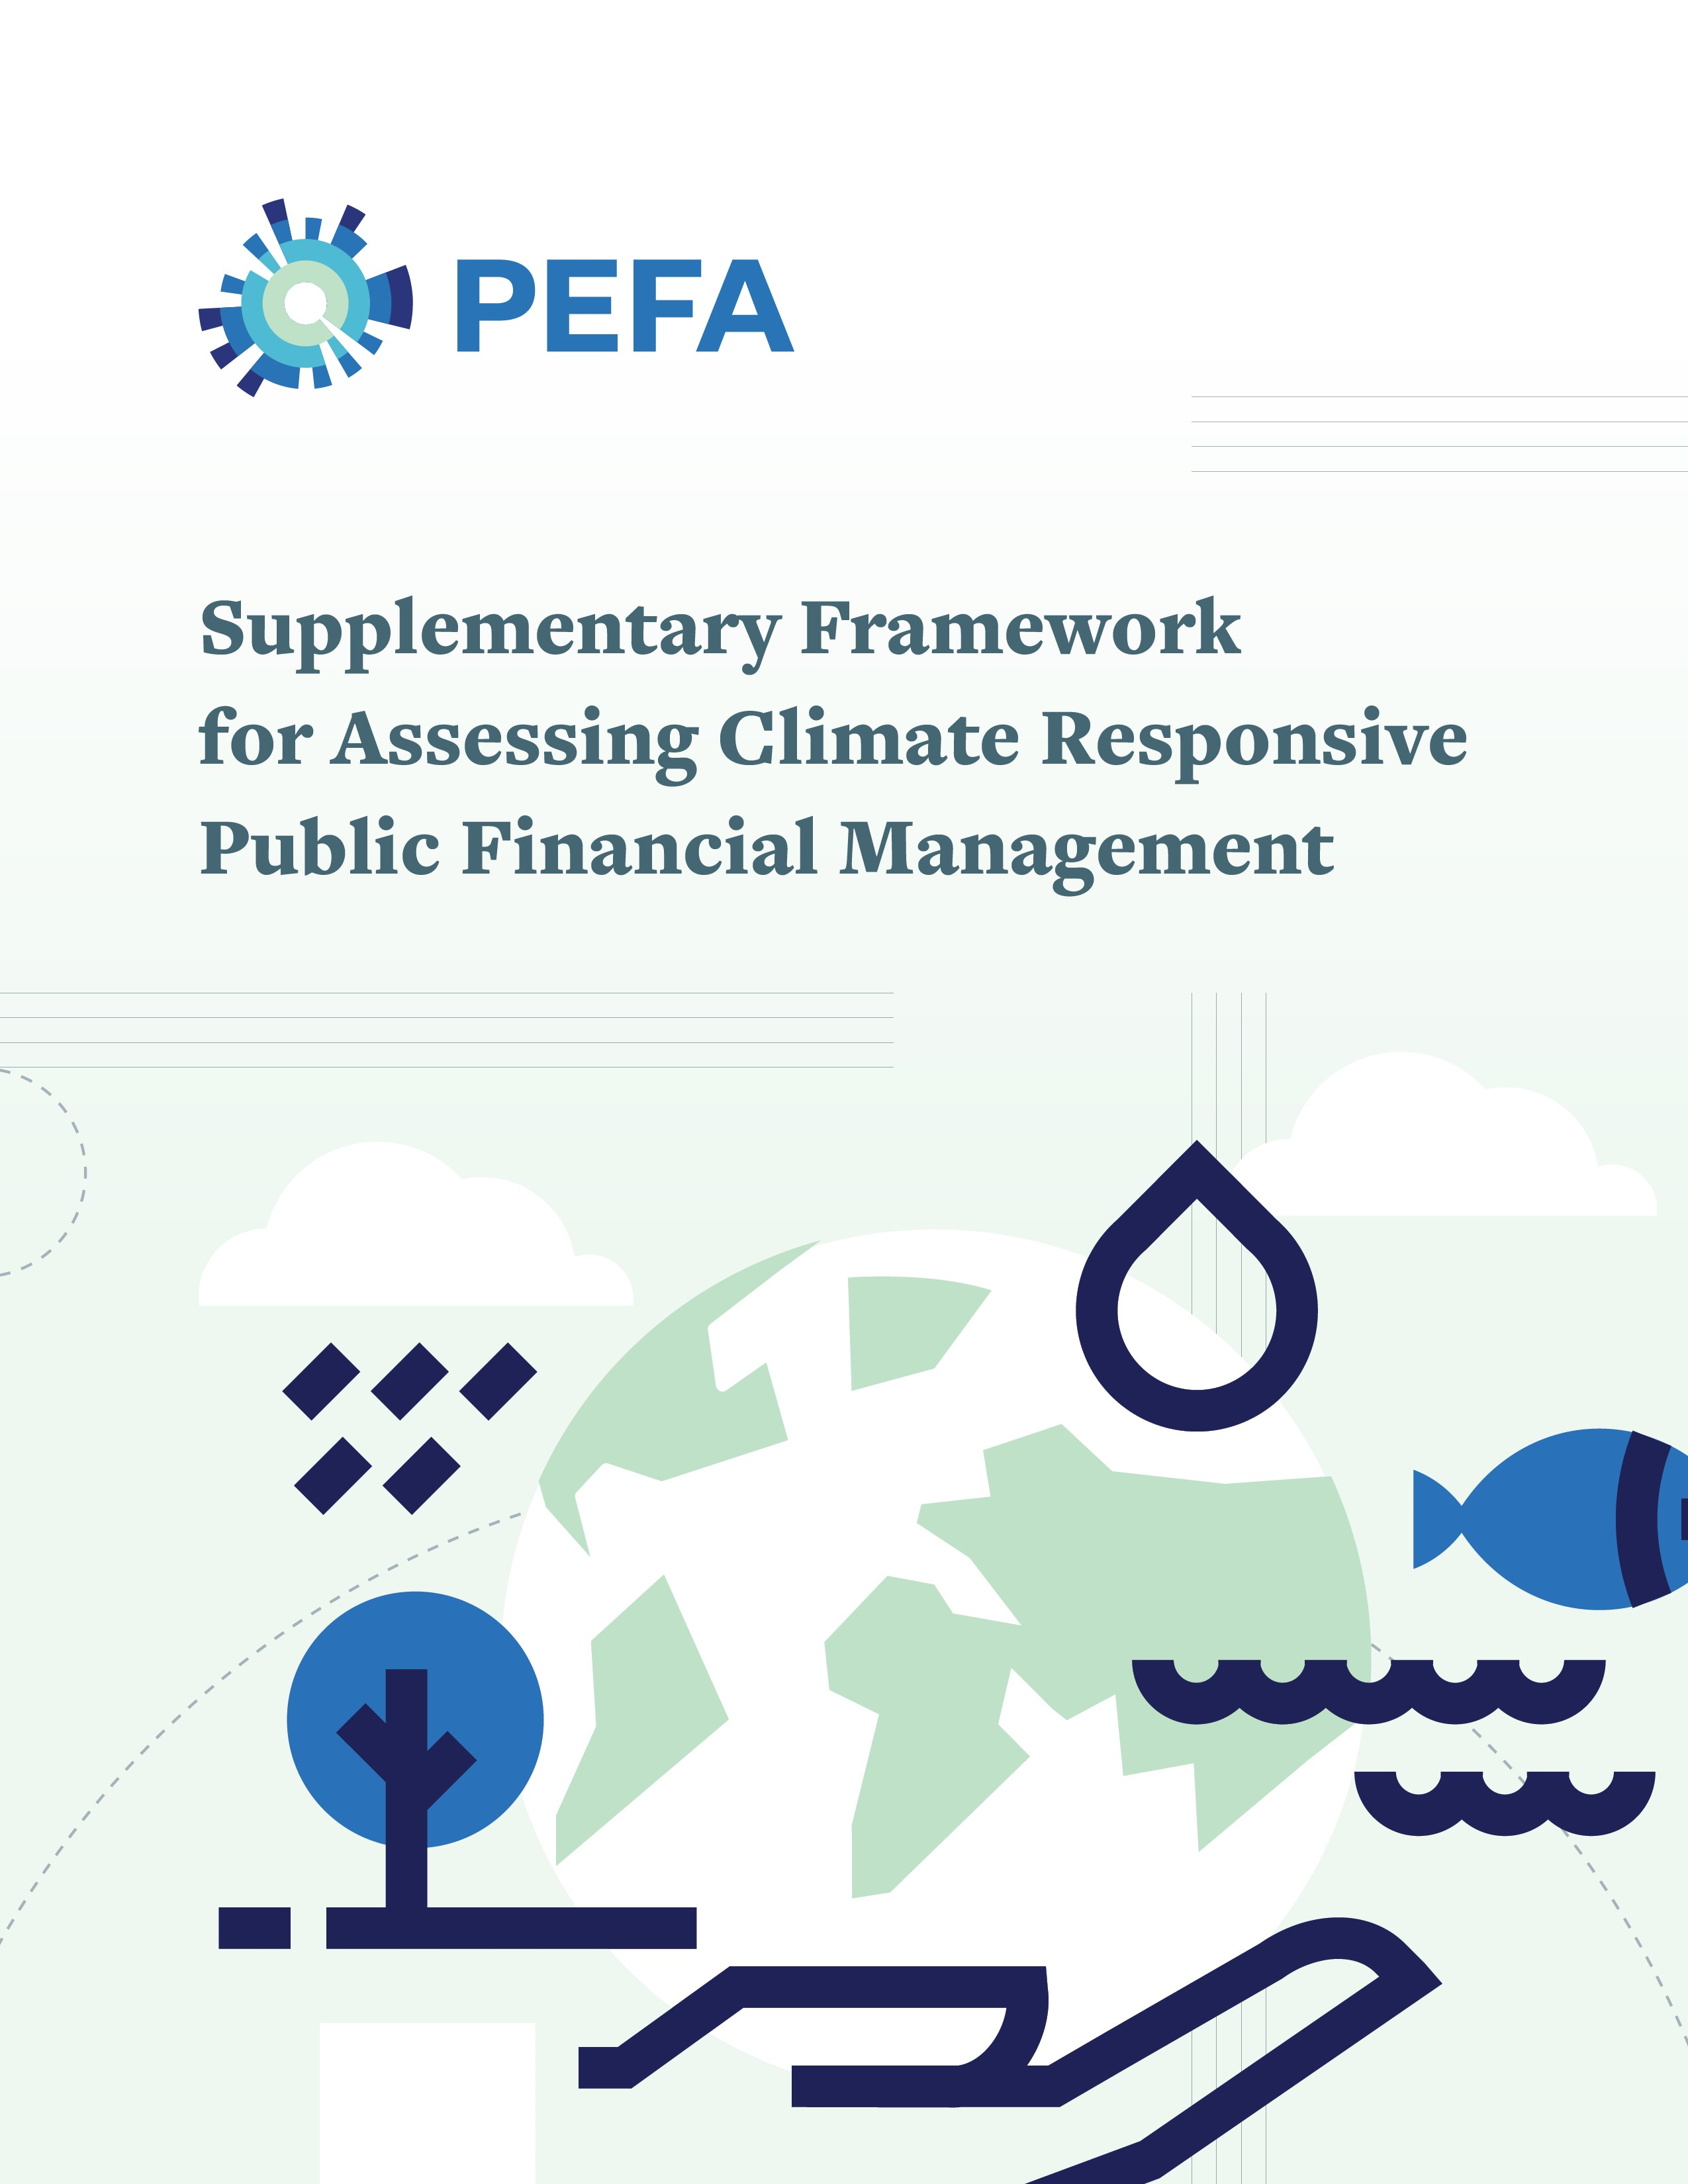 PEFA
Supplementary Framework
for Assessing Climate Responsive
Public Financial Management